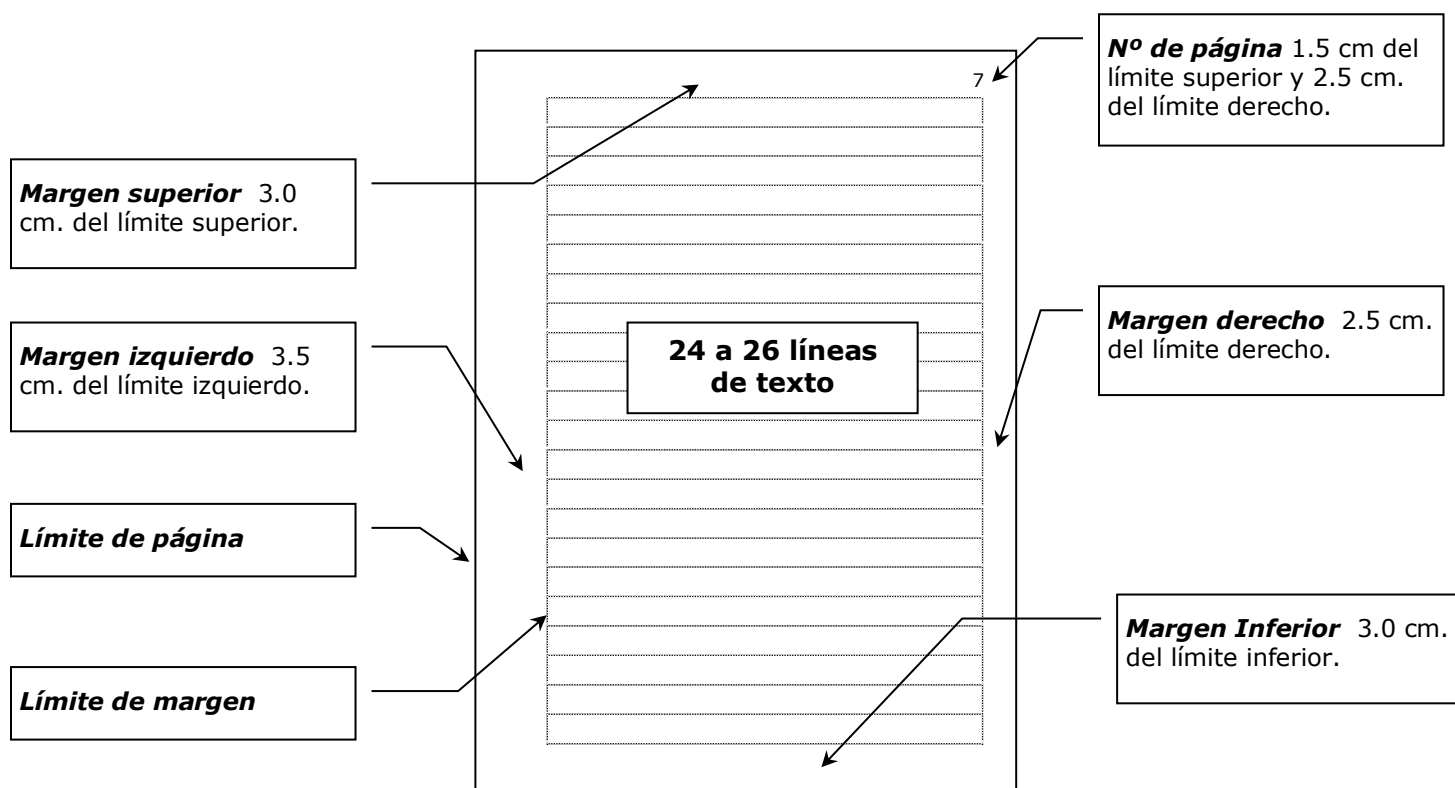 Nº de página 1.5 cm del
límite superior y 2.5 cm.
del límite derecho.
7
Margen superior 3.0
cm. del límite superior.
Margen izquierdo 3.5
cm. del límite izquierdo.
24 a 26 líneas
de texto
Margen derecho 2.5 cm.
del límite derecho.
Límite de página
Margen Inferior 3.0 cm.
del límite inferior.
Límite de margen